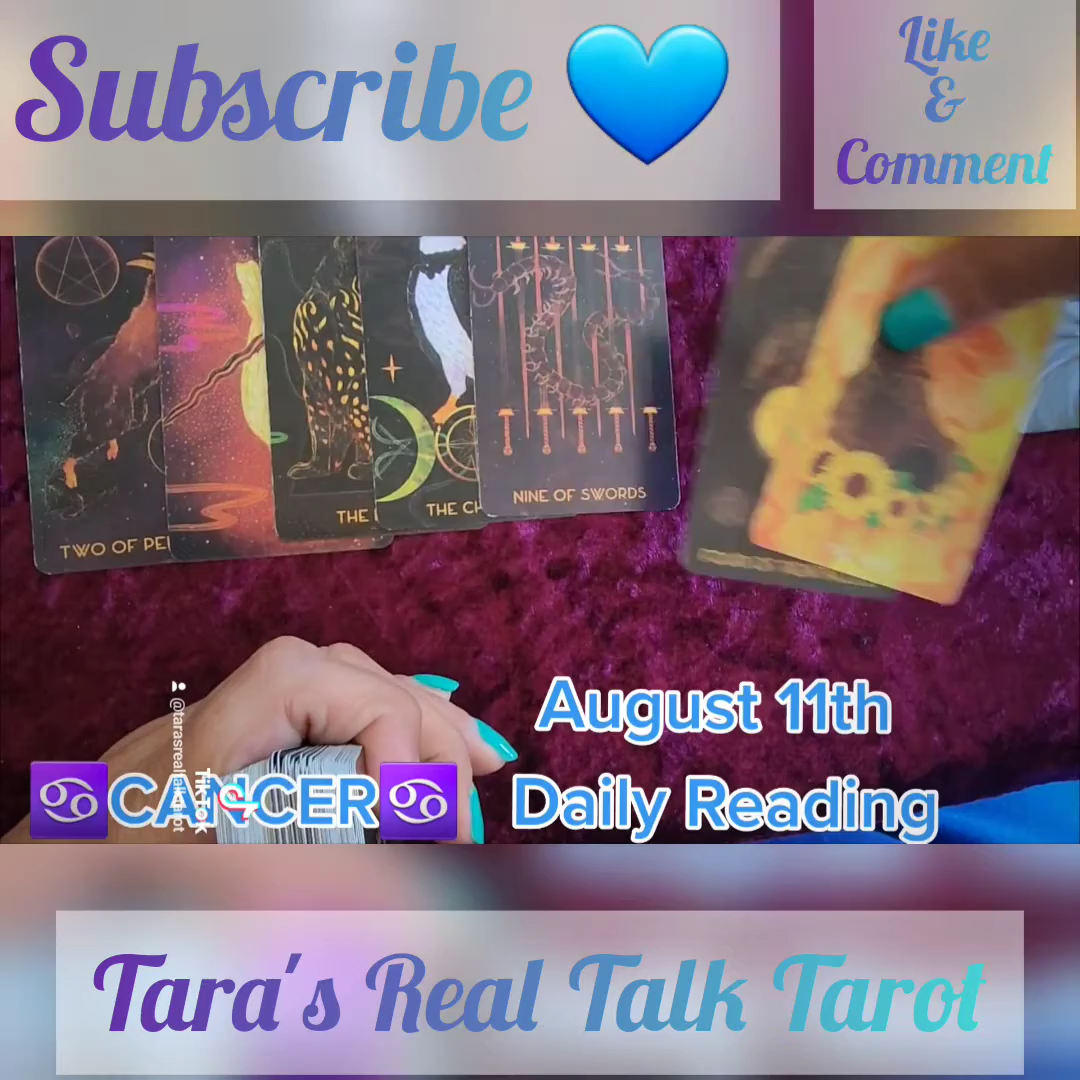 Subscribe 💙
Like
&
Comment
TWO OF PE
THE
THE CH
NINE OF SWORDS
August 11th
Daily Reading
♋CANCER♋
TikTok
Tara's Real Talk Tarot